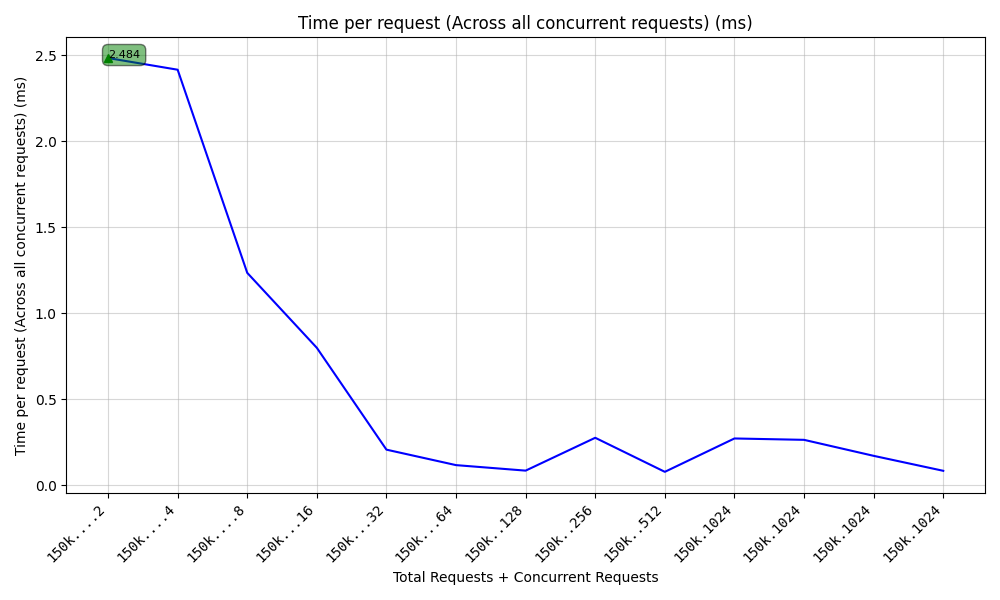 Time per request (Across all concurrent requests) (ms)
2.484
Time per request (Across all concurrent requests) (ms)
2.5
2.0
1.5
1.0
0.5
0.0
150k....2
150k....4
150k....8
150k...16
150k...32
150k...64
150k..128
150k..256
150k..512
150k.1024
150k.1024
150k.1024
150k.1024
Total Requests + Concurrent Requests